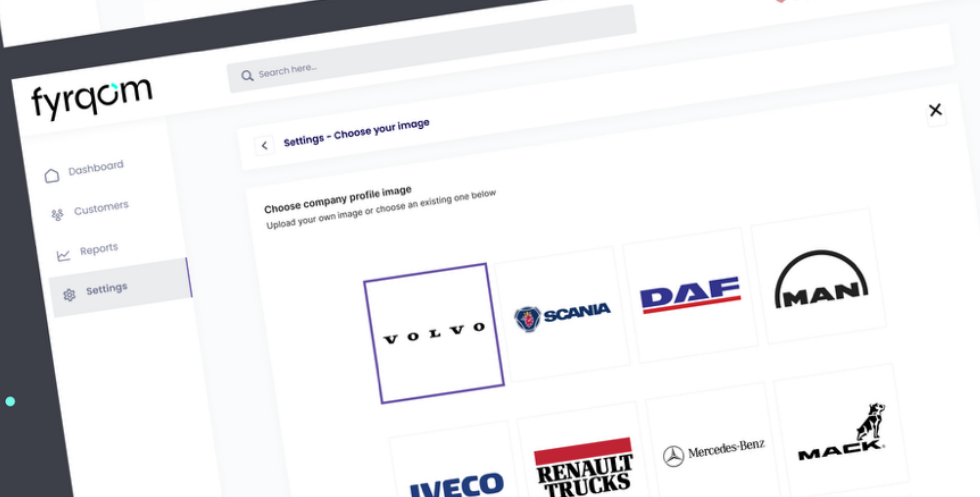 fyrqom
Search here...
Settings - Choose your image
Dashboard
Customers
Reports
Settings
Choose company profile image
Upload your own image or choose an existing one below
VOLVO
SCANIA
DAF
MAN
IVECO
RENAULT
TRUCKS
Mercedes-Benz
MACK